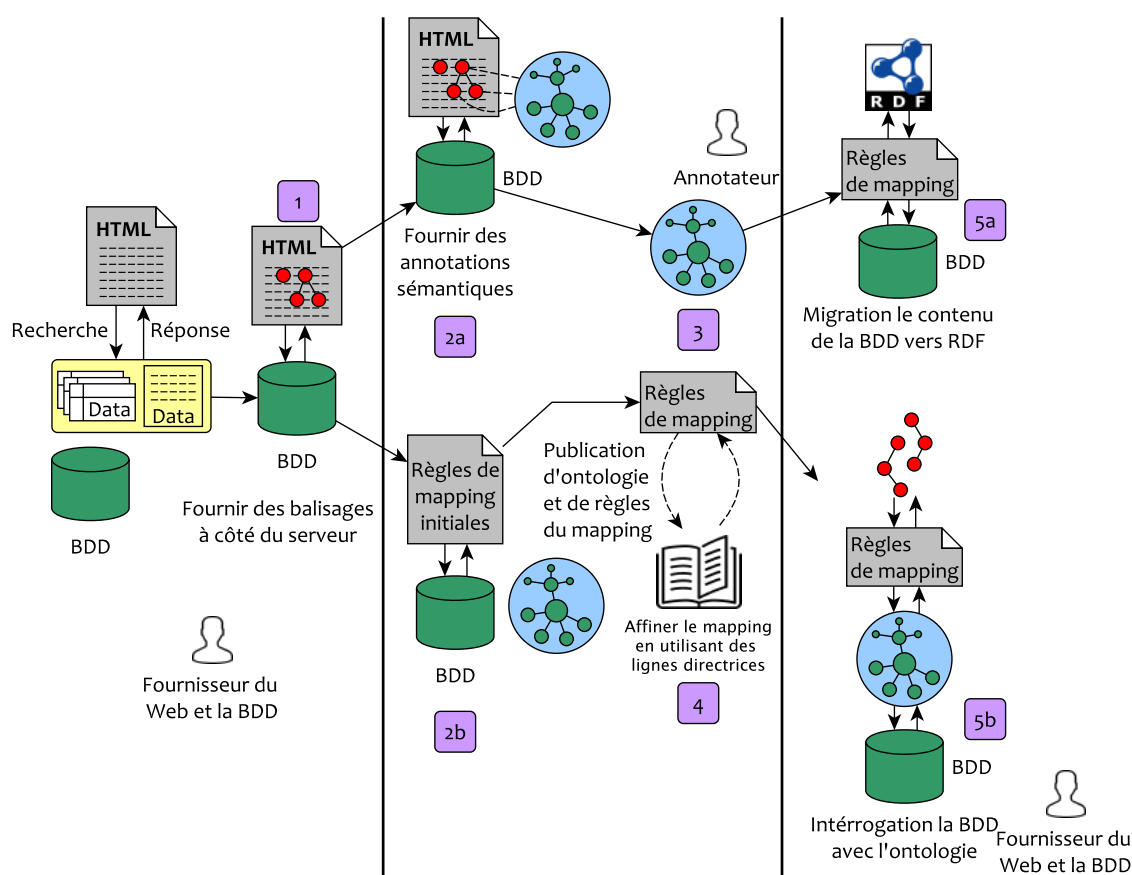 HTML
Recherche
Réponse
Data
Data
BDD
1
HTML
BDD
Fournir des balisages
à côté du serveur
Fournisseur du
Web et la BDD
HTML
BDD
Fournir des
annotations
sémantiques
2a
Règles de
mapping
initiales
BDD
2b
Annotateur
3
Règles
de mapping
Publication
d'ontologie
et de règles
du mapping
Affiner le mapping
en utilisant des
lignes directrices
4
RDF
Règles
de mapping
5a
BDD
Migration le contenu
de la BDD vers RDF
Règles
de mapping
5b
BDD
Intérrogation la BDD
avec l'ontologie
Fournisseur du
Web et la BDD